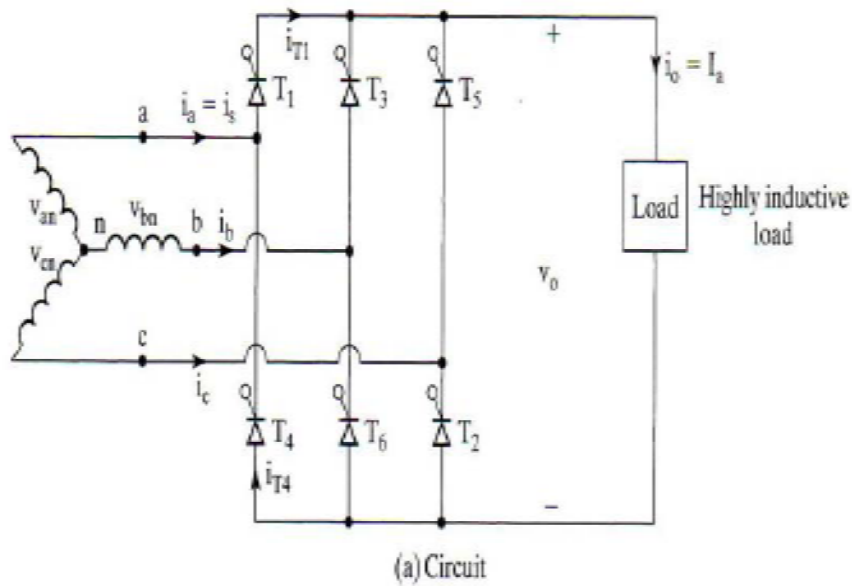 i_T1
+
T_1
T_3
T_5
i_o = I_a
a
i_a = i_s
v_an
n
v_bn
b
i_b
Load
Highly inductive
load
v_cn
v_o
c
i_c
T_4
T_6
T_2
i_T4
−
(a) Circuit